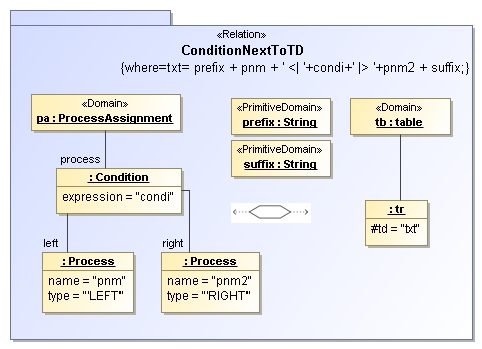 «Relation»
ConditionNextToTD
{where=txt= prefix + pnm + ' <| '+condi+' |> '+pnm2 + suffix;}
«Domain»
pa : ProcessAssignment
«PrimitiveDomain»
prefix : String
«Domain»
tb : table
«PrimitiveDomain»
suffix : String
process
: Condition
expression = "condi"
: tr
#td = "txt"
left
right
: Process
name = "pnm"
type = "'LEFT'"
: Process
name = "pnm2"
type = "'RIGHT'"